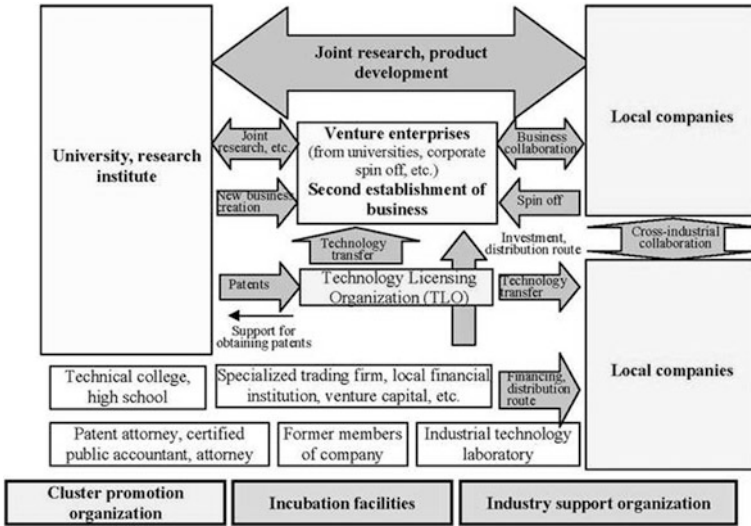 Joint research, product
development
University, research
institute
Local companies
Joint
research, etc.
Venture enterprises
(from universities, corporate
spin off, etc.)
Second establishment of
business
Business
collaboration
New business
creation
Spin off
Technology
transfer
Investment,
distribution route
Cross-industrial
collaboration
Patents
Technology Licensing
Organization (TLO)
Technology
transfer
Support for
obtaining patents
Local companies
Technical college,
high school
Specialized trading firm, local financial
institution, venture capital, etc.
Financing,
distribution
route
Patent attorney, certified
public accountant, attorney
Former members
of company
Industrial technology
laboratory
Cluster promotion
organization
Incubation facilities
Industry support organization